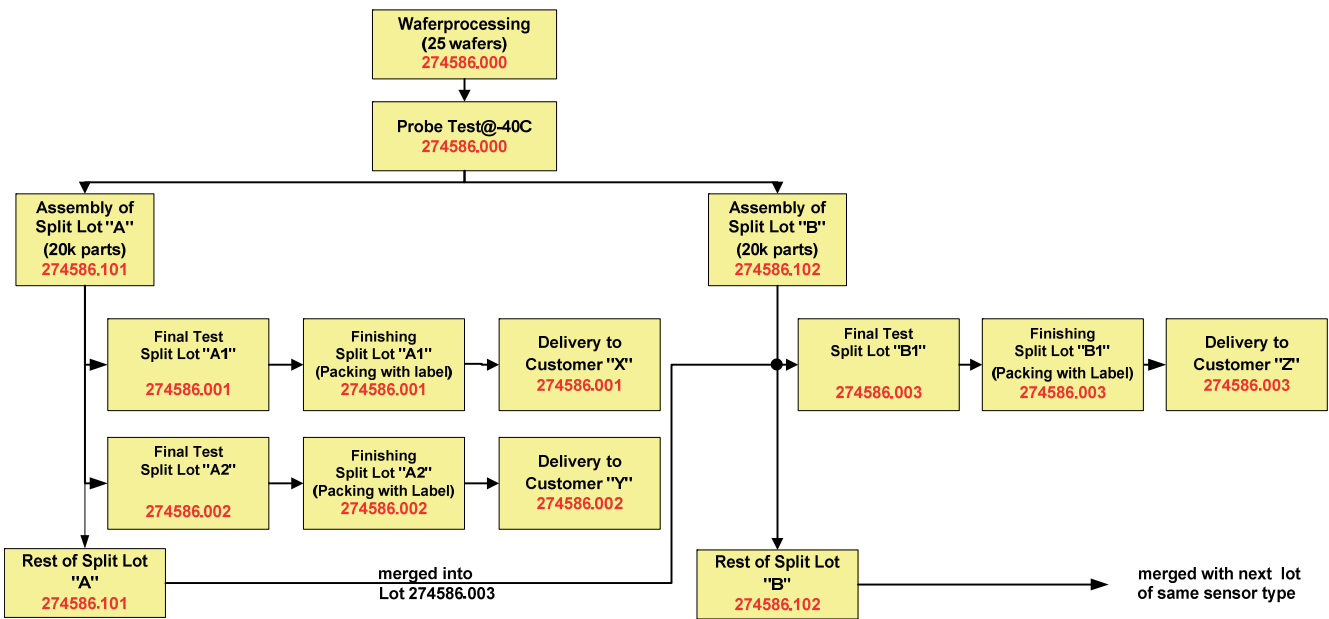 Waferprocessing
(25 wafers)
274586.000
Probe Test@-40C
274586.000
Assembly of
Split Lot "A"
(20k parts)
274586.101
Assembly of
Split Lot "B"
(20k parts)
274586.102
Final Test
Split Lot "A1"
274586.001
Finishing
Split Lot "A1"
(Packing with label)
274586.001
Delivery to
Customer "X"
274586.001
Final Test
Split Lot "B1"
274586.003
Finishing
Split Lot "B1"
(Packing with Label)
274586.003
Delivery to
Customer "Z"
274586.003
Final Test
Split Lot "A2"
274586.002
Finishing
Split Lot "A2"
(Packing with Label)
274586.002
Delivery to
Customer "Y"
274586.002
Rest of Split Lot
"A"
274586.101
merged into
Lot 274586.003
Rest of Split Lot
"B"
274586.102
merged with next lot
of same sensor type